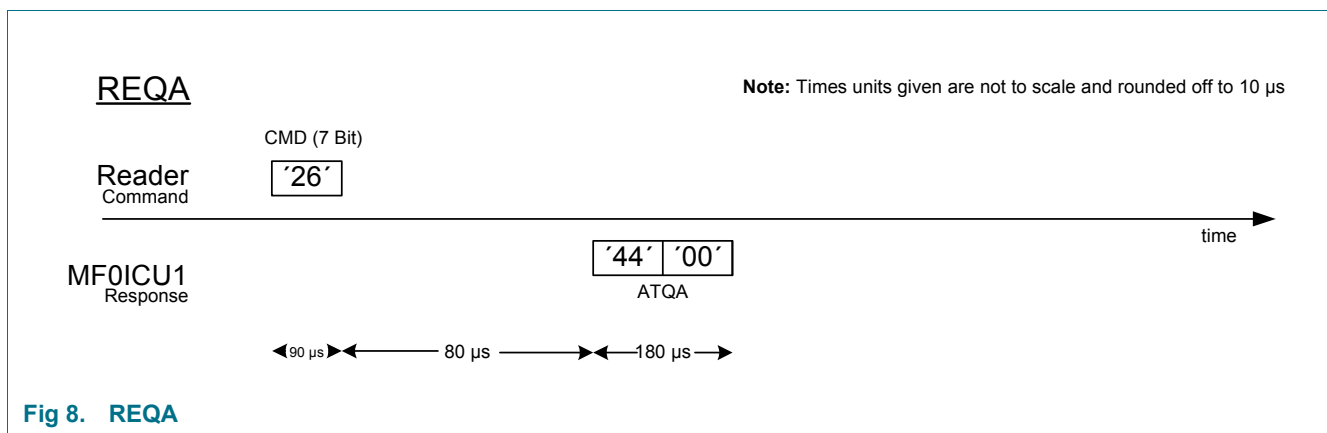 REQA
Note: Times units given are not to scale and rounded off to 10 µs
CMD (7 Bit)
Reader
Command
´26´
time
MF0ICU1
Response
´44´ ´00´
ATQA
90 µs 80 µs 180 µs
Fig 8. REQA